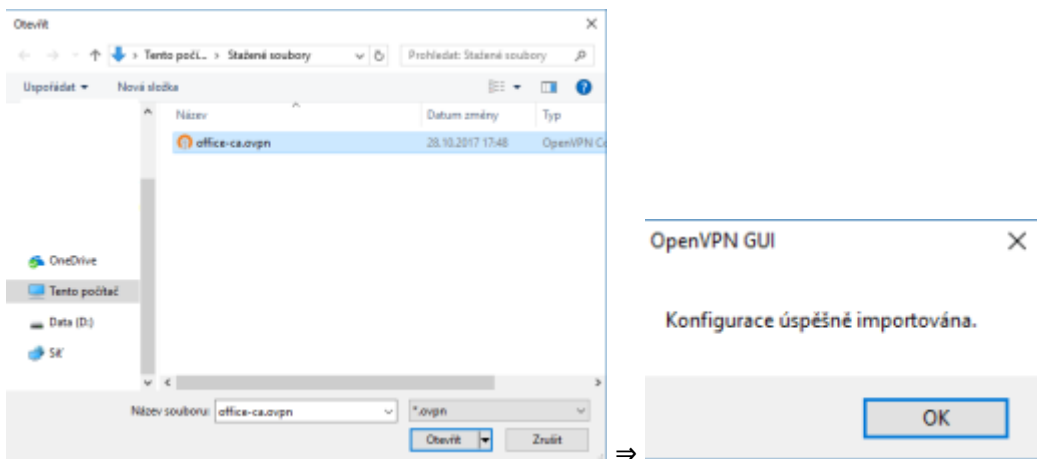 Otevřít
Tento počí... › Stažené soubory
Prohledat: Stažené soubory
Uspořádat
Nová složka
Název
Datum změny
Typ
office-ca.ovpn
28.10.2017 17:48
OpenVPN Co
OneDrive
Tento počítač
Data (D:)
Síť
Název souboru:
office-ca.ovpn
*.ovpn
Otevřít
Zrušit
⇒
OpenVPN GUI
Konfigurace úspěšně importována.
OK